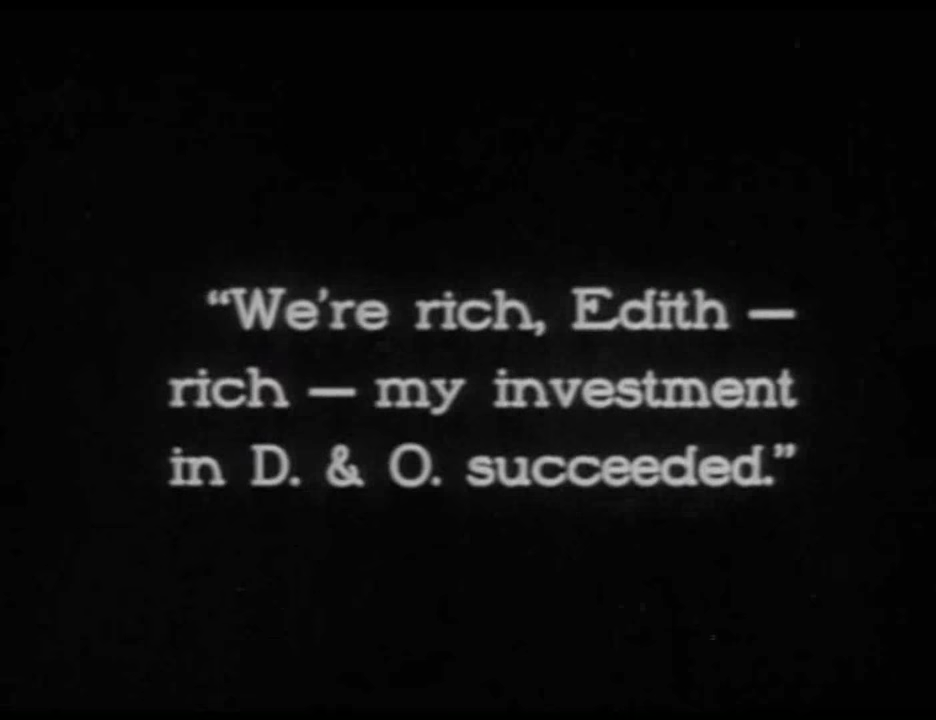 “We’re rich, Edith —
rich — my investment
in D. & O. succeeded.”